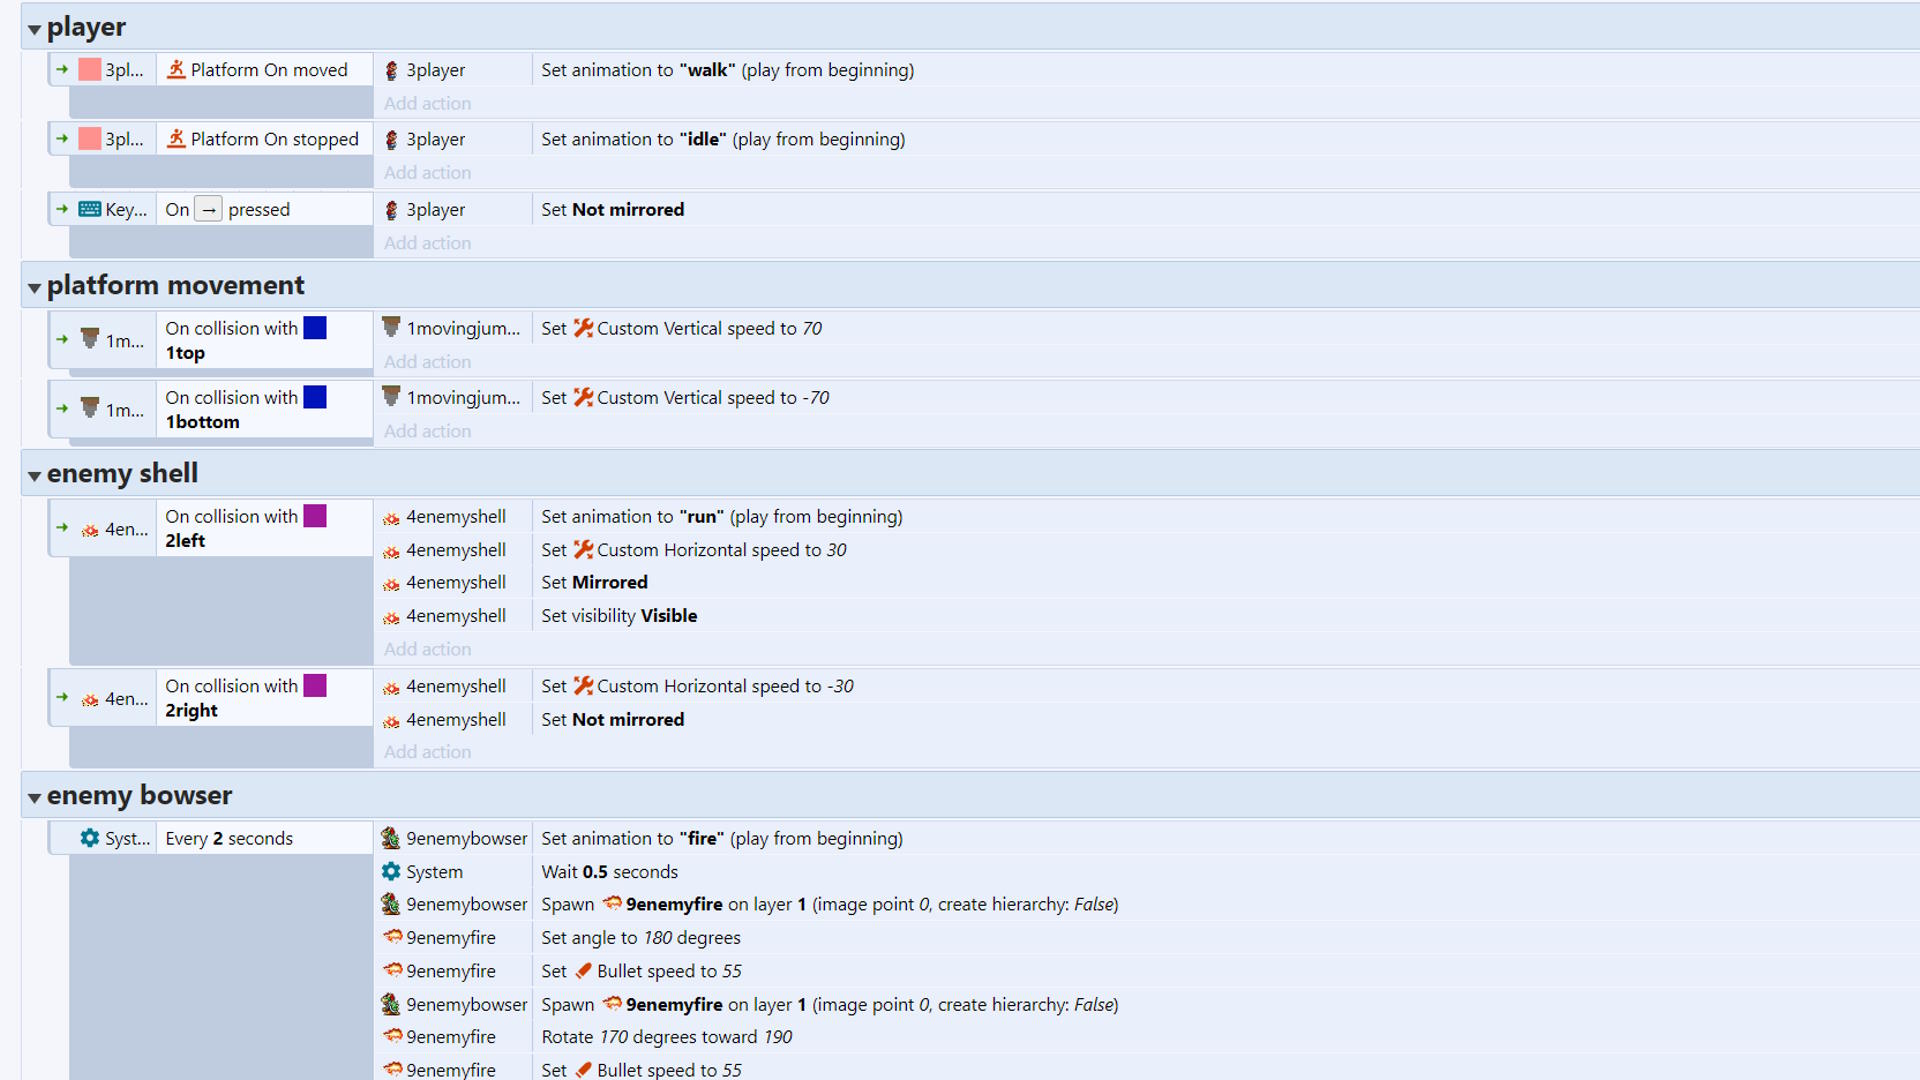 player
3pl... Platform On moved 3player Set animation to "walk" (play from beginning)
Add action
3pl... Platform On stopped 3player Set animation to "idle" (play from beginning)
Add action
Key... On → pressed 3player Set Not mirrored
Add action
platform movement
1m... On collision with 1top 1movingjum... Set Custom Vertical speed to 70
Add action
1m... On collision with 1bottom 1movingjum... Set Custom Vertical speed to -70
Add action
enemy shell
4en... On collision with 2left 4enemyshell Set animation to "run" (play from beginning)
4enemyshell Set Custom Horizontal speed to 30
4enemyshell Set Mirrored
4enemyshell Set visibility Visible
Add action
4en... On collision with 2right 4enemyshell Set Custom Horizontal speed to -30
4enemyshell Set Not mirrored
Add action
enemy bowser
Syst... Every 2 seconds 9enemybowser Set animation to "fire" (play from beginning)
System Wait 0.5 seconds
9enemybowser Spawn 9enemyfire on layer 1 (image point 0, create hierarchy: False)
9enemyfire Set angle to 180 degrees
9enemyfire Set Bullet speed to 55
9enemybowser Spawn 9enemyfire on layer 1 (image point 0, create hierarchy: False)
9enemyfire Rotate 170 degrees toward 190
9enemyfire Set Bullet speed to 55